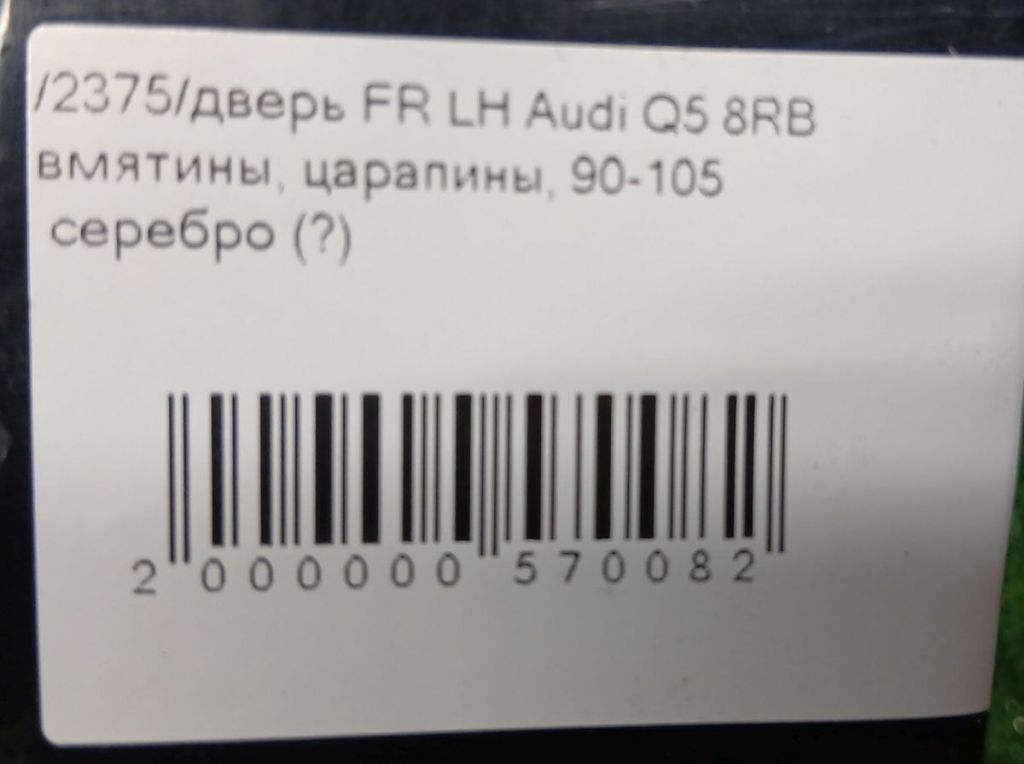 /2375/дверь FR LH Audi Q5 8RB
вмятины, царапины, 90-105
серебро (?)
2 000000 570082